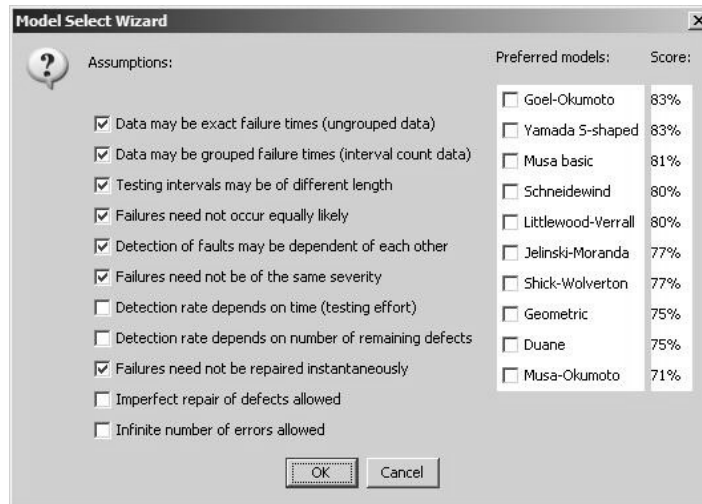 Model Select Wizard
Assumptions:
Data may be exact failure times (ungrouped data)
Data may be grouped failure times (interval count data)
Testing intervals may be of different length
Failures need not occur equally likely
Detection of faults may be dependent of each other
Failures need not be of the same severity
Detection rate depends on time (testing effort)
Detection rate depends on number of remaining defects
Failures need not be repaired instantaneously
Imperfect repair of defects allowed
Infinite number of errors allowed
Preferred models: Score:
Goel-Okumoto 83%
Yamada S-shaped 83%
Musa basic 81%
Schneidewind 80%
Littlewood-Verrall 80%
Jelinski-Moranda 77%
Shick-Wolverton 77%
Geometric 75%
Duane 75%
Musa-Okumoto 71%
OK Cancel